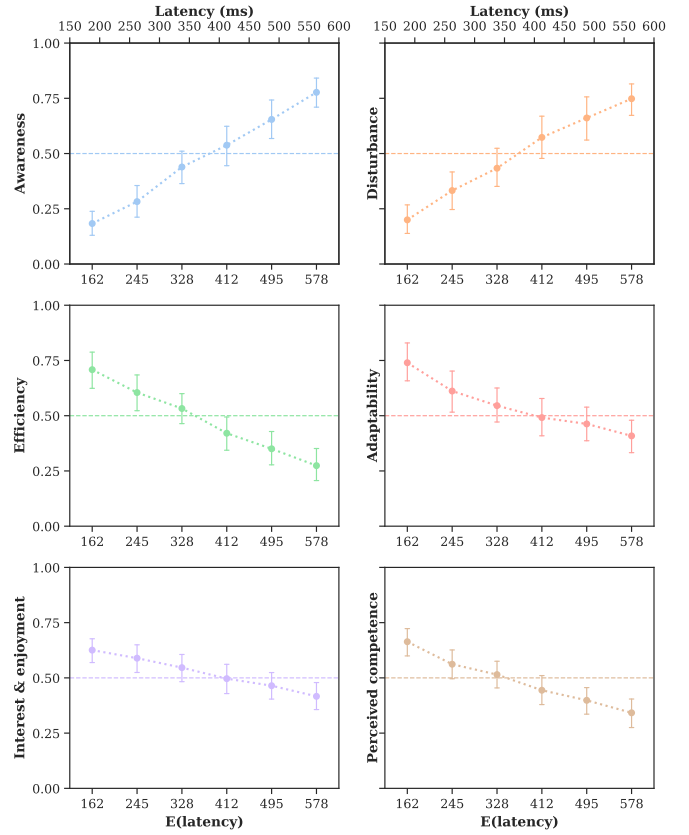 Latency (ms) Latency (ms)
150 200 250 300 350 400 450 500 550 600 150 200 250 300 350 400 450 500 550 600
1.00
0.75
0.50
0.25
0.00
Awareness
Disturbance
162 245 328 412 495 578 162 245 328 412 495 578
1.00
0.75
0.50
0.25
0.00
Efficiency
Adaptability
162 245 328 412 495 578 162 245 328 412 495 578
1.00
0.75
0.50
0.25
0.00
Interest & enjoyment
Perceived competence
162 245 328 412 495 578 162 245 328 412 495 578
E(latency) E(latency)